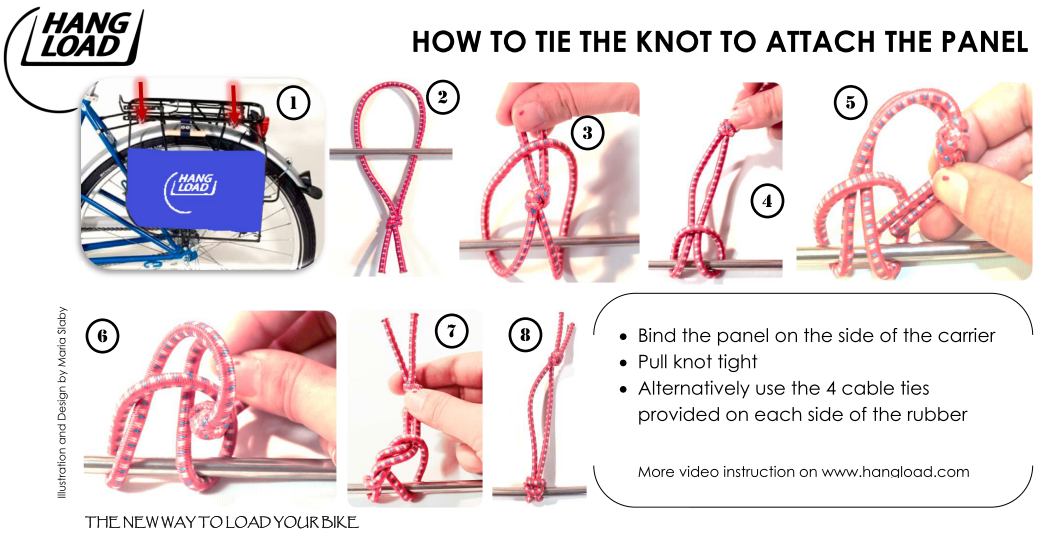 HANG
LOAD
HOW TO TIE THE KNOT TO ATTACH THE PANEL
1
HANG
LOAD
2
3
4
5
6
7
8
Illustration and Design by Maria Slaby
• Bind the panel on the side of the carrier
• Pull knot tight
• Alternatively use the 4 cable ties
provided on each side of the rubber
More video instruction on www.hangload.com
THE NEW WAY TO LOAD YOUR BIKE